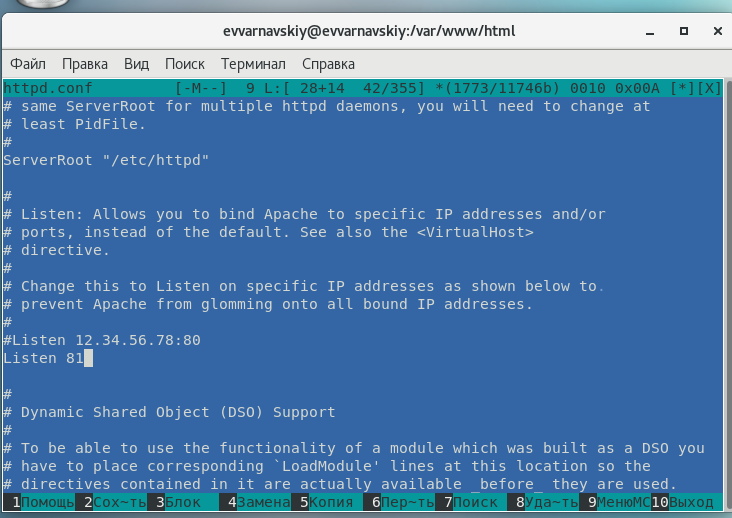 evvarnavskiy@evvarnavskiy:/var/www/html
Файл Правка Вид Поиск Терминал Справка
httpd.conf [-M--] 9 L:[ 28+14 42/355] *(1773/11746b) 0010 0x00A [*][X]
# same ServerRoot for multiple httpd daemons, you will need to change at
# least PidFile.
#
ServerRoot "/etc/httpd"
#
# Listen: Allows you to bind Apache to specific IP addresses and/or
# ports, instead of the default. See also the <VirtualHost>
# directive.
#
# Change this to Listen on specific IP addresses as shown below to.
# prevent Apache from glomming onto all bound IP addresses.
#
#Listen 12.34.56.78:80
Listen 81
#
# Dynamic Shared Object (DSO) Support
#
# To be able to use the functionality of a module which was built as a DSO you
# have to place corresponding `LoadModule' lines at this location so the
# directives contained in it are actually available _before_ they are used.
1Помощь 2Сох~ть 3Блок 4Замена 5Копия 6Пер~ть 7Поиск 8Уда~ть 9МенюMC 10Выход